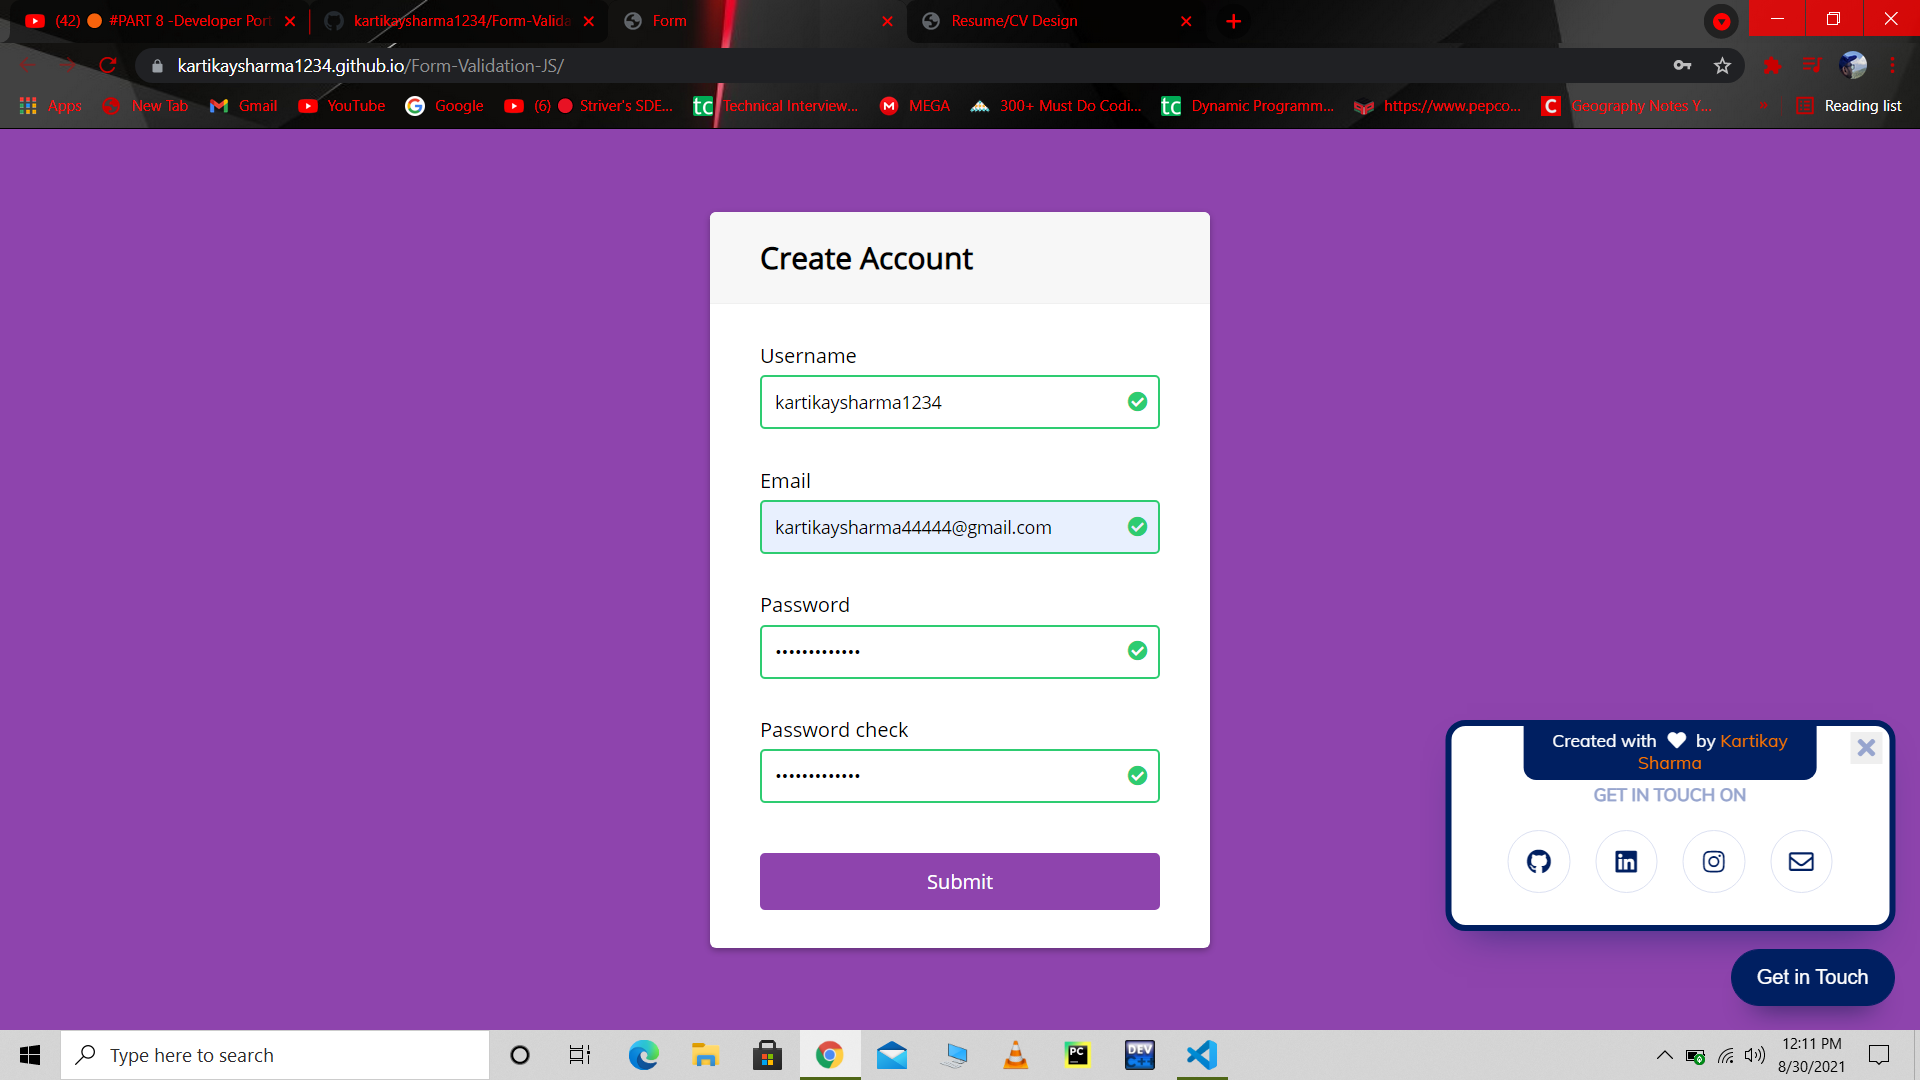 (42) #PART 8 -Developer Port
kartikaysharma1234/Form-Valida
Form
Resume/CV Design
kartikaysharma1234.github.io/Form-Validation-JS/
Apps
New Tab
Gmail
YouTube
Google
(6) Striver's SDE...
tc Technical Interview...
M MEGA
300+ Must Do Codi...
tc Dynamic Programm...
https://www.pepco...
C Geography Notes Y...
»
Reading list
Create Account
Username
kartikaysharma1234
Email
kartikaysharma44444@gmail.com
Password
•••••••••••••
Password check
•••••••••••••
Submit
Created with by Kartikay
Sharma
GET IN TOUCH ON
Get in Touch
Type here to search
PC
DEV
C++
12:11 PM
8/30/2021